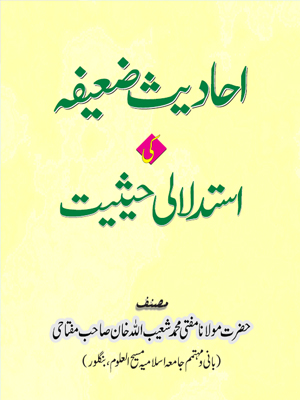 احادیث ضعیفہ
کی
استدلالی حیثیت
مصنف
حضرت مولانا مفتی محمد شعیب اللہ خان صاحب مفتاحی
(بانی و مہتمم جامعہ اسلامیہ مسیح العلوم، بنگلور)